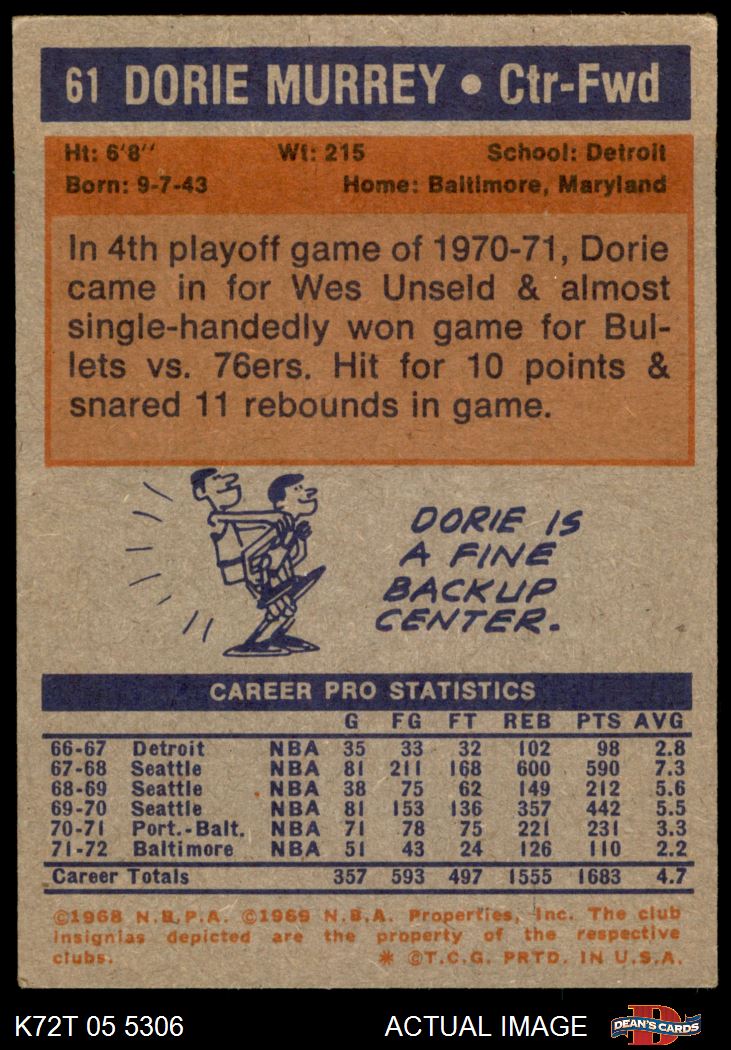 61 DORIE MURREY • Ctr-Fwd
Ht: 6'8'' Wt: 215 School: Detroit
Born: 9-7-43 Home: Baltimore, Maryland
In 4th playoff game of 1970-71, Dorie
came in for Wes Unseld & almost
single-handedly won game for Bul-
lets vs. 76ers. Hit for 10 points &
snared 11 rebounds in game.
DORIE IS
A FINE
BACKUP
CENTER.
CAREER PRO STATISTICS
G FG FT REB PTS AVG
66-67 Detroit NBA 35 33 32 102 98 2.8
67-68 Seattle NBA 81 211 168 600 590 7.3
68-69 Seattle NBA 38 75 62 149 212 5.6
69-70 Seattle NBA 81 153 136 357 442 5.5
70-71 Port.-Balt. NBA 71 78 75 221 231 3.3
71-72 Baltimore NBA 51 43 24 126 110 2.2
Career Totals 357 593 497 1555 1683 4.7
©1968 N.B.P.A. ©1969 N.B.A. Properties, Inc. The club
insignias depicted are the property of the respective
clubs. * ©T.C.G. PRTD. IN U.S.A.
K72T 05 5306 ACTUAL IMAGE D DEAN'S CARDS